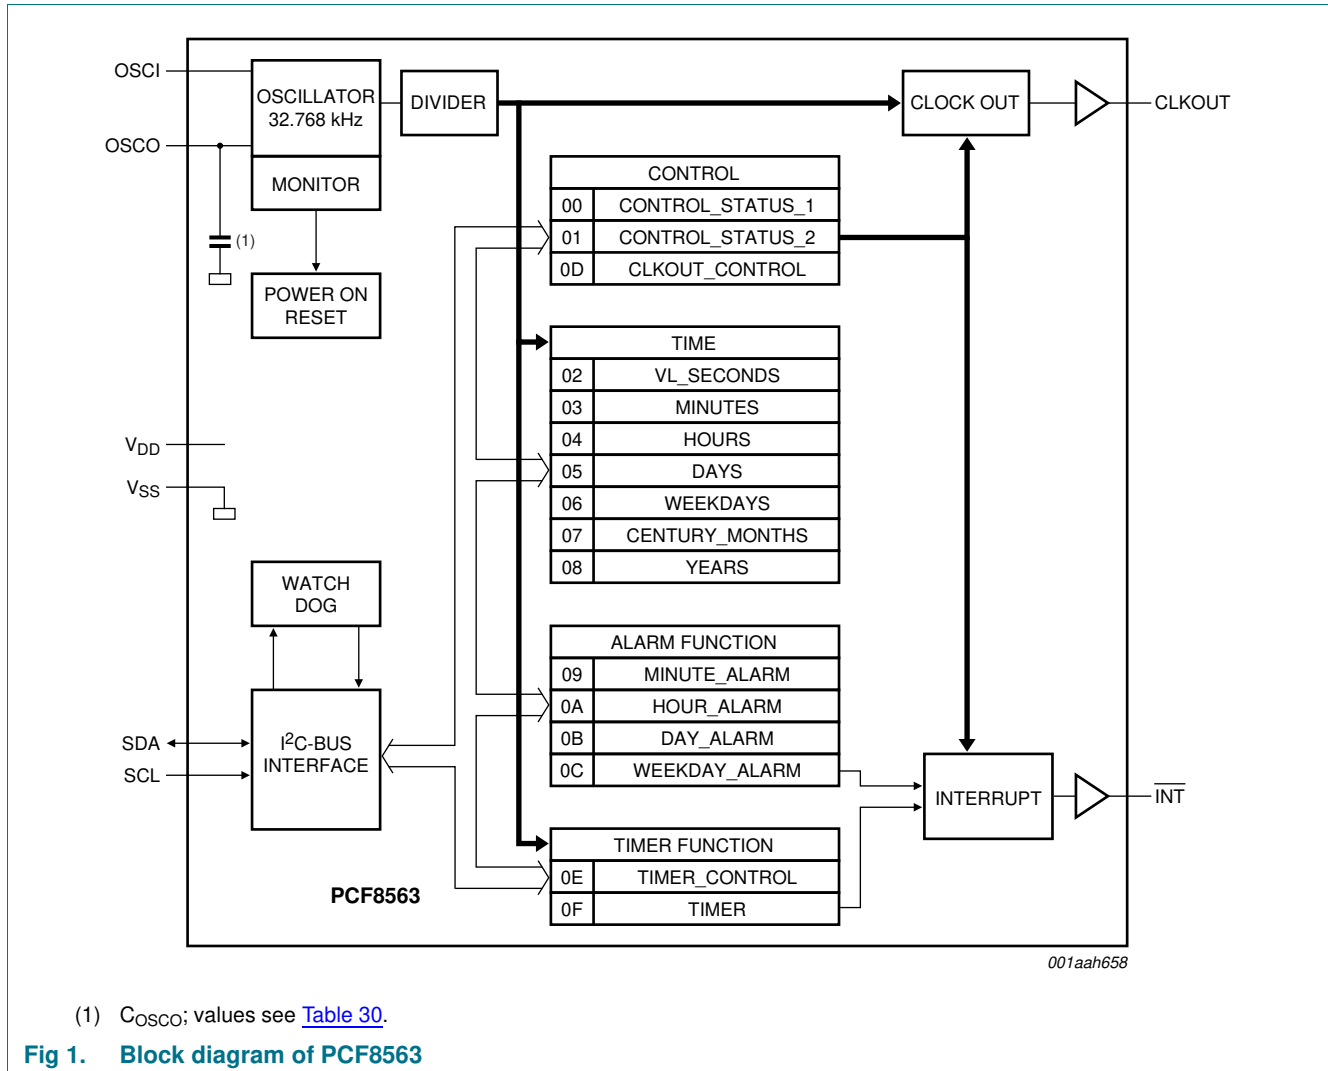 OSCI
OSCILLATOR
32.768 kHz
DIVIDER
CLOCK OUT
CLKOUT
OSCO
MONITOR
(1)
POWER ON
RESET
CONTROL
00 CONTROL_STATUS_1
01 CONTROL_STATUS_2
0D CLKOUT_CONTROL
TIME
02 VL_SECONDS
03 MINUTES
04 HOURS
05 DAYS
06 WEEKDAYS
07 CENTURY_MONTHS
08 YEARS
VDD
VSS
WATCH
DOG
ALARM FUNCTION
09 MINUTE_ALARM
0A HOUR_ALARM
0B DAY_ALARM
0C WEEKDAY_ALARM
SDA
SCL
I2C-BUS
INTERFACE
INTERRUPT
INT
TIMER FUNCTION
0E TIMER_CONTROL
0F TIMER
PCF8563
001aah658
(1) COSCO; values see Table 30.
Fig 1. Block diagram of PCF8563